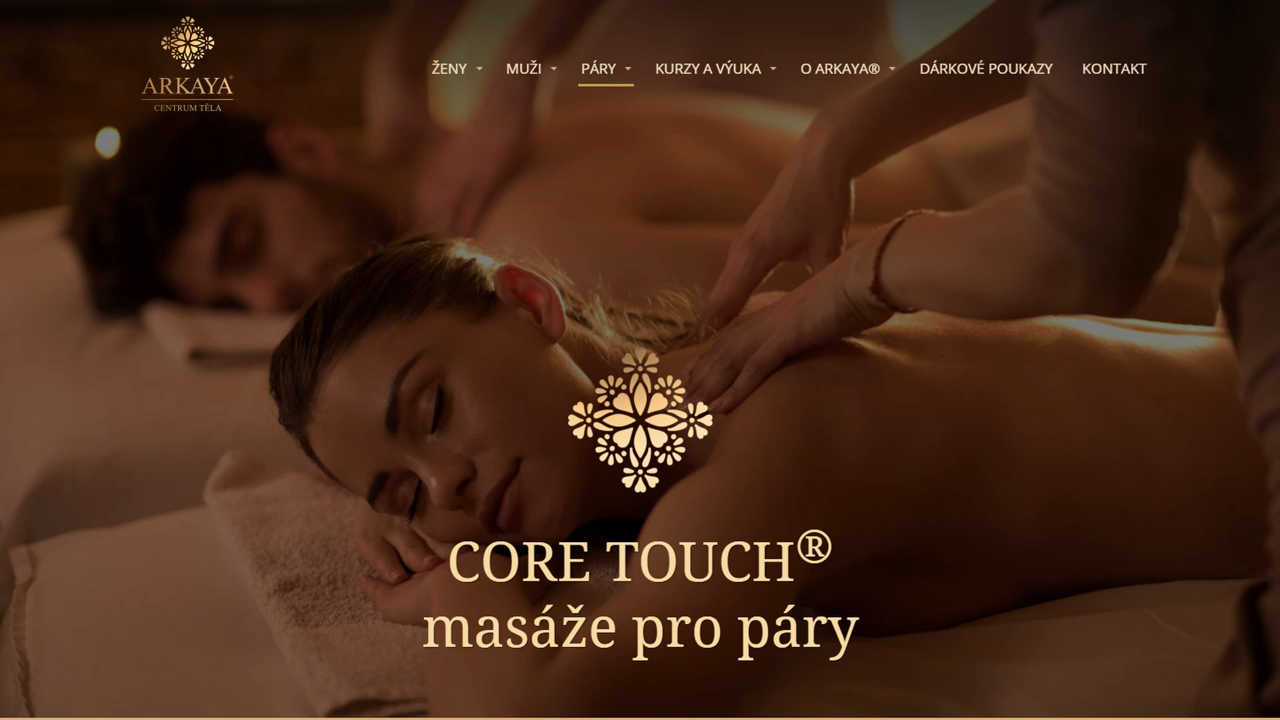 ARKAYA®
CENTRUM TĚLA
ŽENY
MUŽI
PÁRY
KURZY A VÝUKA
O ARKAYA®
DÁRKOVÉ POUKAZY
KONTAKT
CORE TOUCH®
masáže pro páry